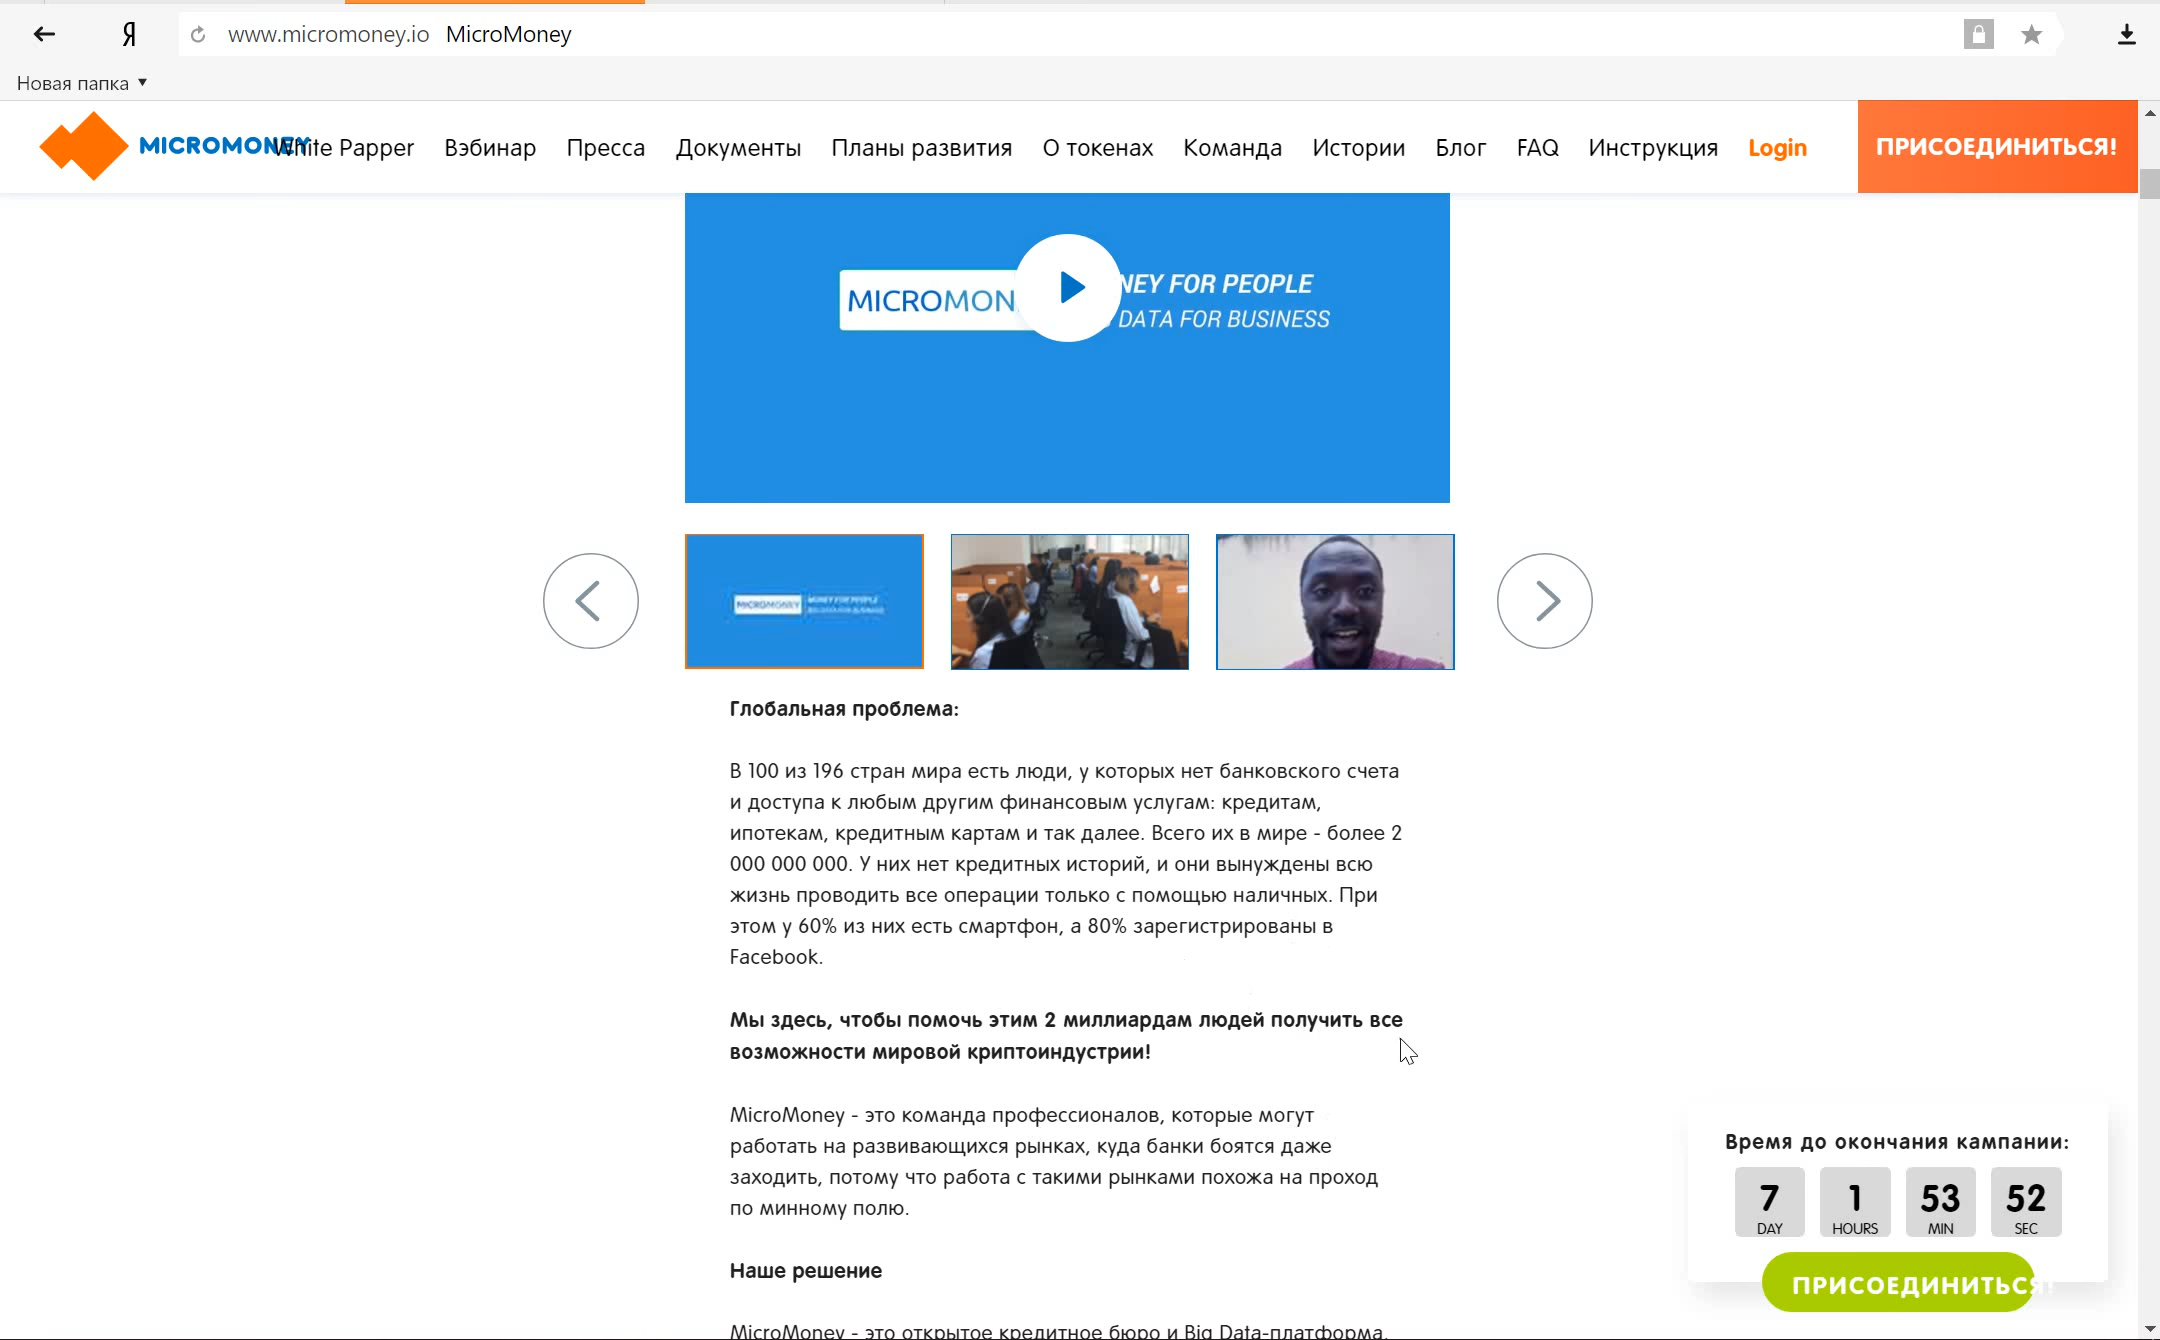 Я www.micromoney.io MicroMoney
Новая папка
MICROMONEY White Papper Вэбинар Пресса Документы Планы развития О токенах Команда Истории Блог FAQ Инструкция Login ПРИСОЕДИНИТЬСЯ!
NEY FOR PEOPLE
MICROMON DATA FOR BUSINESS
MICROMONEY MONEY FOR PEOPLE
Глобальная проблема:
В 100 из 196 стран мира есть люди, у которых нет банковского счета
и доступа к любым другим финансовым услугам: кредитам,
ипотекам, кредитным картам и так далее. Всего их в мире - более 2
000 000 000. У них нет кредитных историй, и они вынуждены всю
жизнь проводить все операции только с помощью наличных. При
этом у 60% из них есть смартфон, а 80% зарегистрированы в
Facebook.
Мы здесь, чтобы помочь этим 2 миллиардам людей получить все
возможности мировой криптоиндустрии!
MicroMoney - это команда профессионалов, которые могут
работать на развивающихся рынках, куда банки боятся даже
заходить, потому что работа с такими рынками похожа на проход
по минному полю.
Наше решение
MicroMoney - это открытое кредитное бюро и Big Data-платформа,
Время до окончания кампании:
7 1 53 52
DAY HOURS MIN SEC
ПРИСОЕДИНИТЬСЯ!